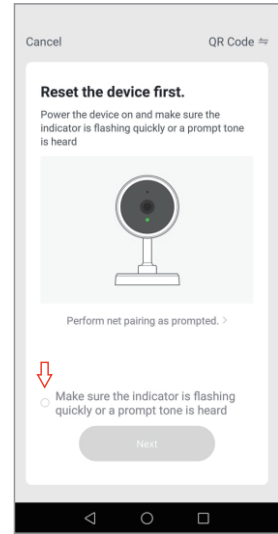 Cancel QR Code ⇋
Reset the device first.
Power the device on and make sure the
indicator is flashing quickly or a prompt tone
is heard
Perform net pairing as prompted. >
Make sure the indicator is flashing
quickly or a prompt tone is heard
Next